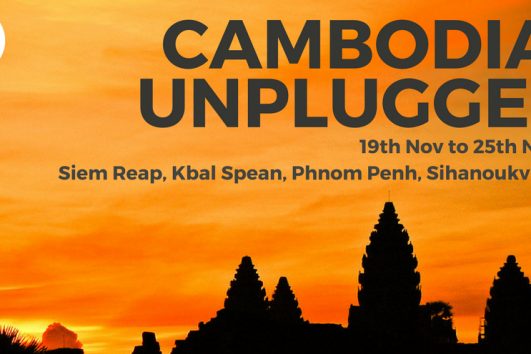 CAMBODIA
UNPLUGGE
19th Nov to 25th N
Siem Reap, Kbal Spean, Phnom Penh, Sihanoukv